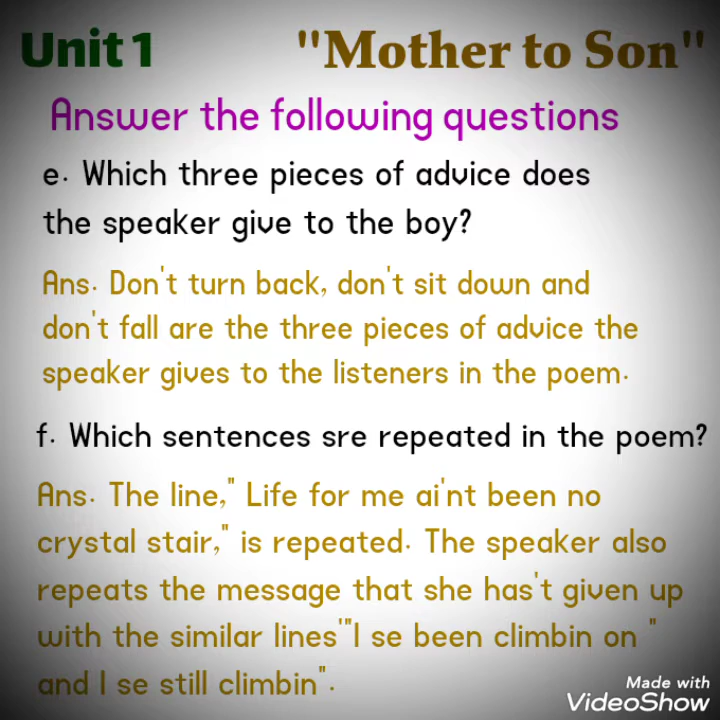 Unit 1 "Mother to Son"
Answer the following questions
e. Which three pieces of advice does
the speaker give to the boy?
Ans. Don't turn back, don't sit down and
don't fall are the three pieces of advice the
speaker gives to the listeners in the poem.
f. Which sentences sre repeated in the poem?
Ans. The line," Life for me ai'nt been no
crystal stair," is repeated. The speaker also
repeats the message that she has't given up
with the similar lines'"I se been climbin on "
and I se still climbin".
Made with
VideoShow